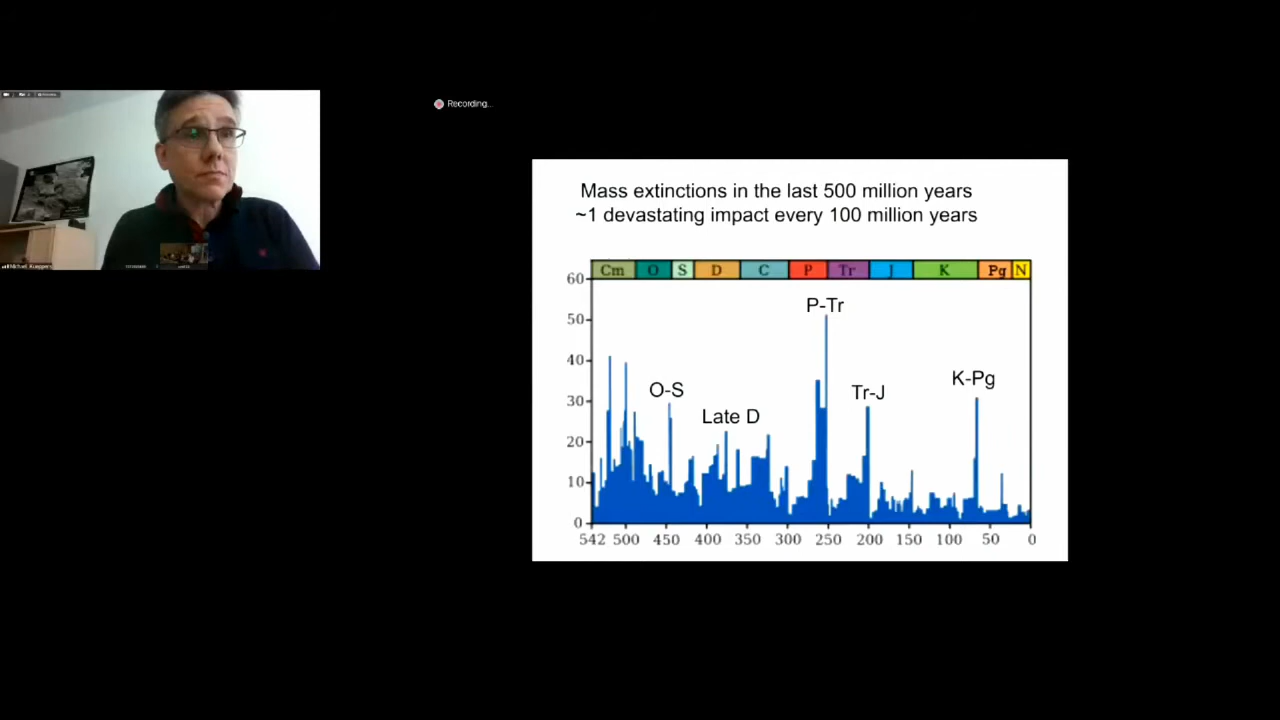 Recording...
Mass extinctions in the last 500 million years
~1 devastating impact every 100 million years
Cm O S D C P Tr J K Pg N
60
50
40
30
20
10
0
P-Tr
K-Pg
O-S
Tr-J
Late D
542 500 450 400 350 300 250 200 150 100 50 0